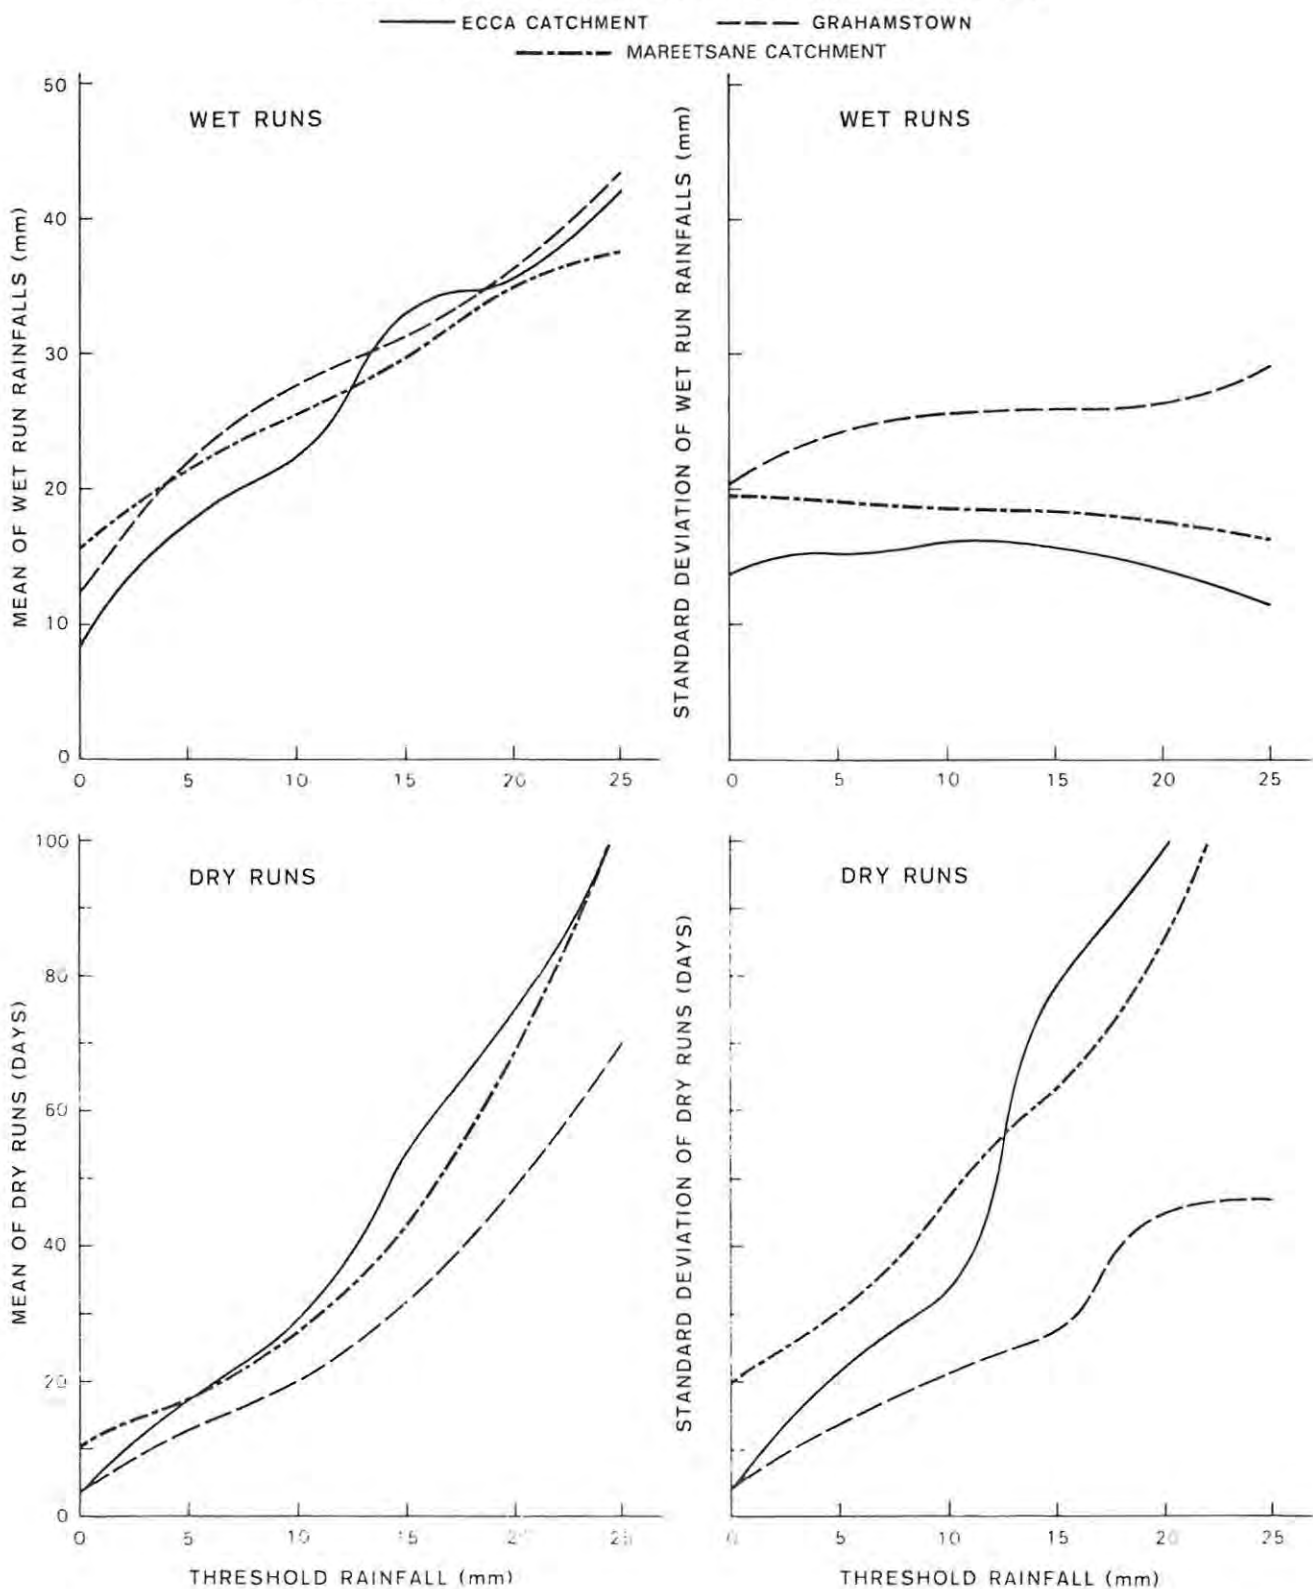 ECCA CATCHMENT
GRAHAMSTOWN
MAREETSANE CATCHMENT
WET RUNS
MEAN OF WET RUN RAINFALLS (mm)
50
40
30
20
10
0
0 5 10 15 20 25
WET RUNS
STANDARD DEVIATION OF WET RUN RAINFALLS (mm)
0 5 10 15 20 25
DRY RUNS
MEAN OF DRY RUNS (DAYS)
100
80
60
40
20
0
0 5 10 15 20 25
THRESHOLD RAINFALL (mm)
DRY RUNS
STANDARD DEVIATION OF DRY RUNS (DAYS)
0 5 10 15 20 25
THRESHOLD RAINFALL (mm)